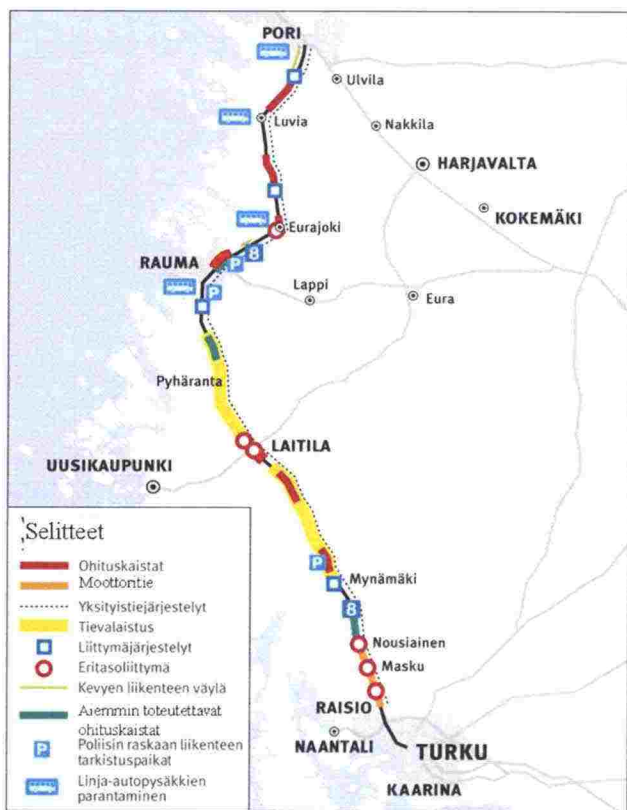 PORI
Ulvila
Luvia
Nakkila
HARJAVALTA
KOKEMÄKI
Eurajoki
8
RAUMA
P
P
Lappi
Eura
Pyhäranta
LAITILA
UUSIKAUPUNKI
P
Mynämäki
8
Nousiainen
Masku
RAISIO
NAANTALI
TURKU
KAARINA
Selitteet
Ohituskaistat
Moottoritie
Yksityistiejärjestelyt
Tievalaistus
Liittymäjärjestelyt
Eritasoliittymä
Kevyen liikenteen väylä
Aiemmin toteutettavat
ohituskaistat
P
Poliisin raskaan liikenteen
tarkistuspaikat
Linja-autopysäkkien
parantaminen